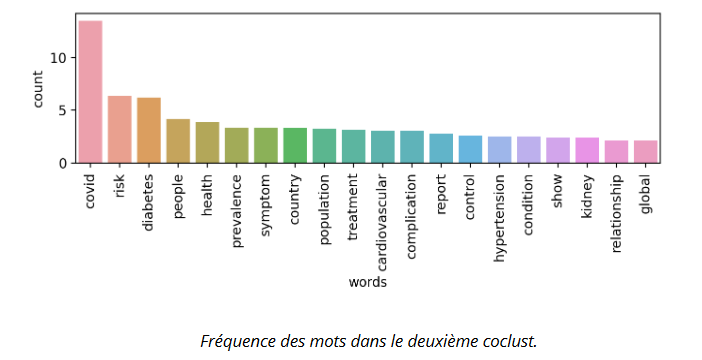 10
5
0
count
covid
risk
diabetes
people
health
prevalence
symptom
country
population
treatment
cardiovascular
complication
report
control
hypertension
condition
show
kidney
relationship
global
words
Fréquence des mots dans le deuxième coclust.